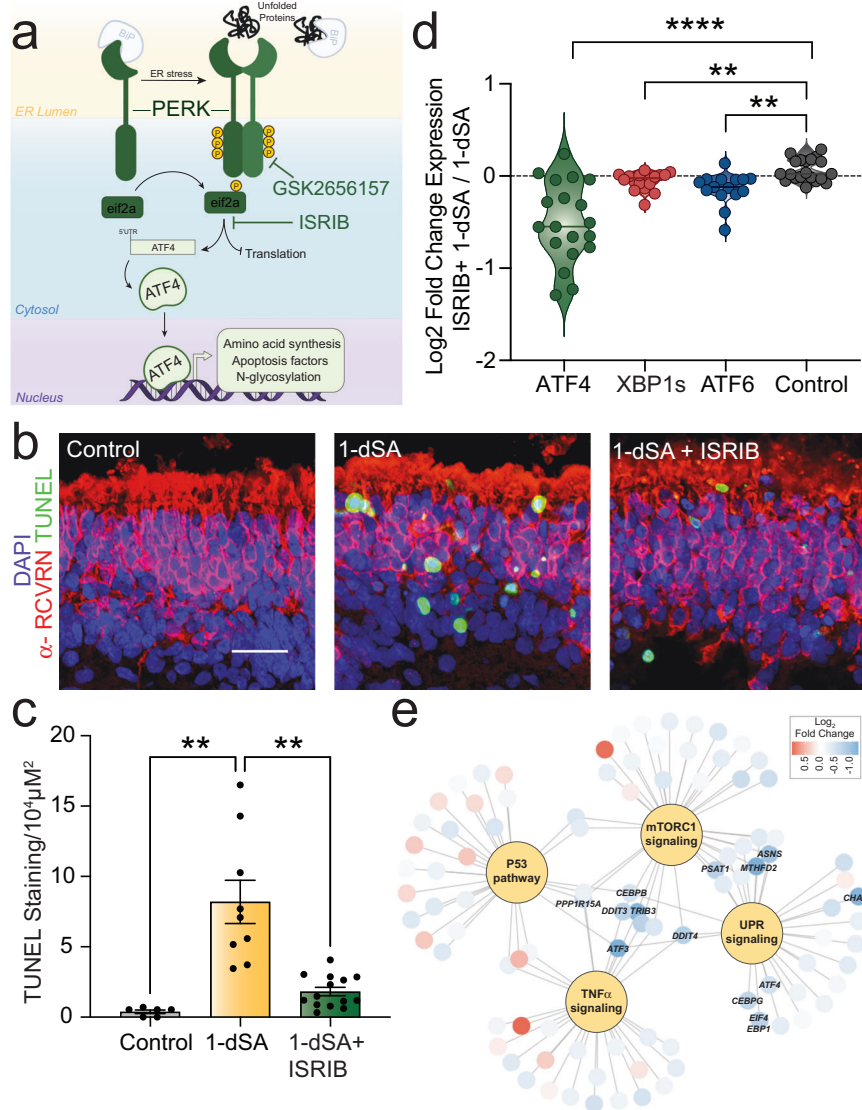 a
Unfolded
Proteins
BiP
BiP
ER stress
PERK
ER Lumen
P
P
P
P
P
P
P
GSK2656157
eif2a
eif2a
ISRIB
5'UTR
ATF4
Translation
ATF4
Cytosol
ATF4
Amino acid synthesis
Apoptosis factors
N-glycosylation
Nucleus
d
****
**
**
Log2 Fold Change Expression
ISRIB+ 1-dSA / 1-dSA
1
0
-1
-2
ATF4
XBP1s
ATF6
Control
b
DAPI
α- RCVRN TUNEL
Control
1-dSA
1-dSA + ISRIB
c
TUNEL Staining/10⁴µM²
20
15
10
5
0
**
**
Control
1-dSA
1-dSA+
ISRIB
e
Log₂
Fold Change
0.5
0.0
-0.5
-1.0
mTORC1
signaling
P53
pathway
ASNS
PSAT1
MTHFD2
CEBPB
PPP1R15A
DDIT3 TRIB3
CHA
UPR
signaling
ATF3
DDIT4
TNFα
signaling
ATF4
CEBPG
EIF4
EBP1